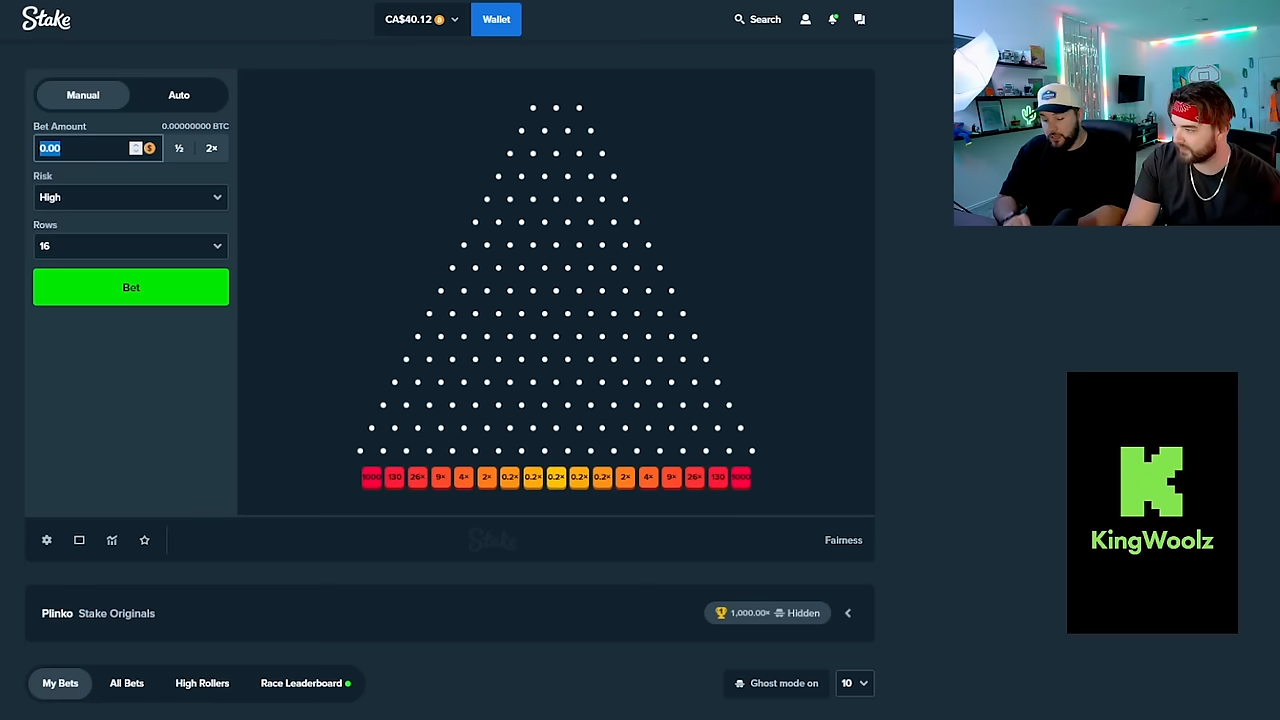 Stake
CA$40.12
Wallet
Search
Manual
Auto
Bet Amount
0.00000000 BTC
0.00
½
2×
Risk
High
Rows
16
Bet
1000 130 26× 9× 4× 2× 0.2× 0.2× 0.2× 0.2× 0.2× 2× 4× 9× 26× 130 1000
Stake
Fairness
Plinko Stake Originals
1,000.00× Hidden
My Bets
All Bets
High Rollers
Race Leaderboard
Ghost mode on
10
KingWoolz